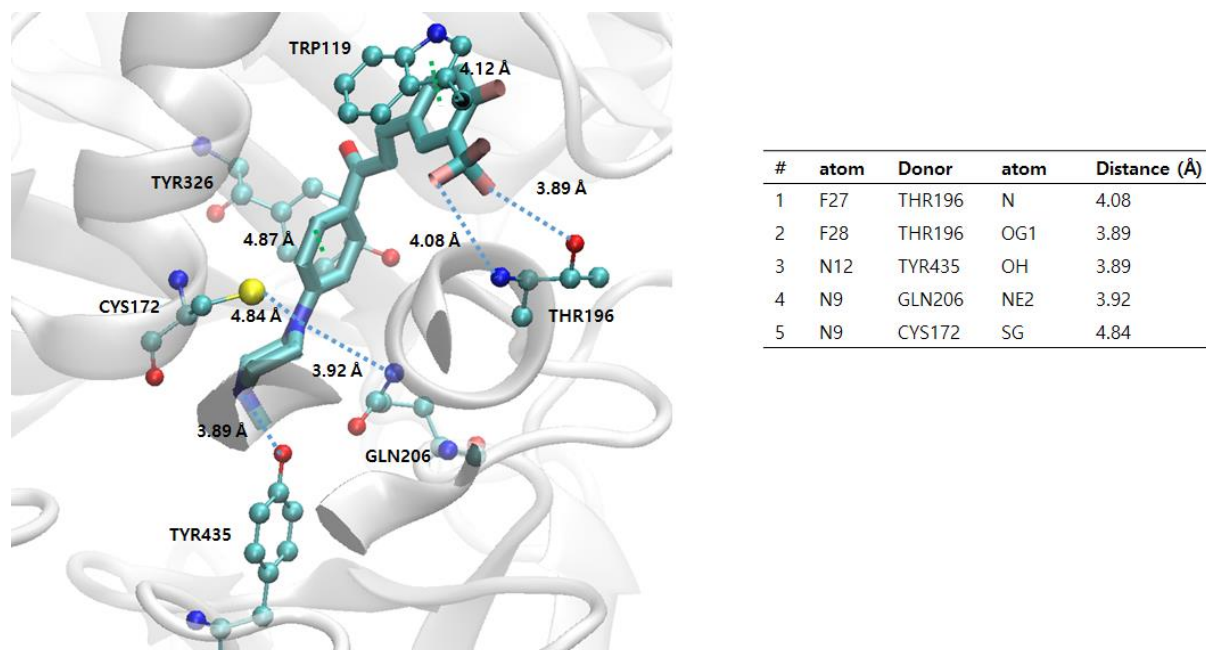 TRP119
4.12 Å
TYR326
3.89 Å
4.87 Å
4.08 Å
CYS172
4.84 Å
THR196
3.92 Å
3.89 Å
GLN206
TYR435
# atom Donor atom Distance (Å)
1 F27 THR196 N 4.08
2 F28 THR196 OG1 3.89
3 N12 TYR435 OH 3.89
4 N9 GLN206 NE2 3.92
5 N9 CYS172 SG 4.84